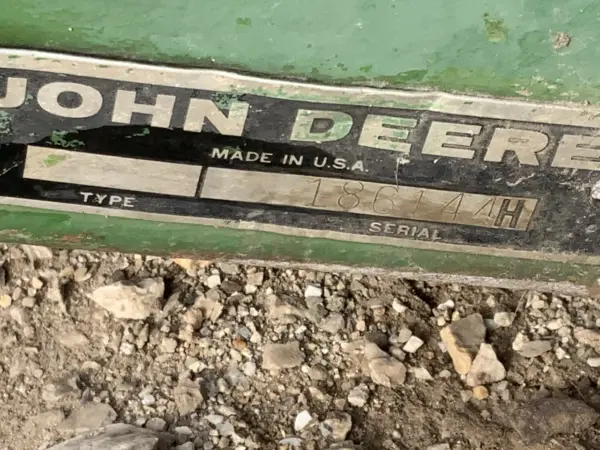 JOHN DEERE
MADE IN U.S.A.
186144H
TYPE
SERIAL